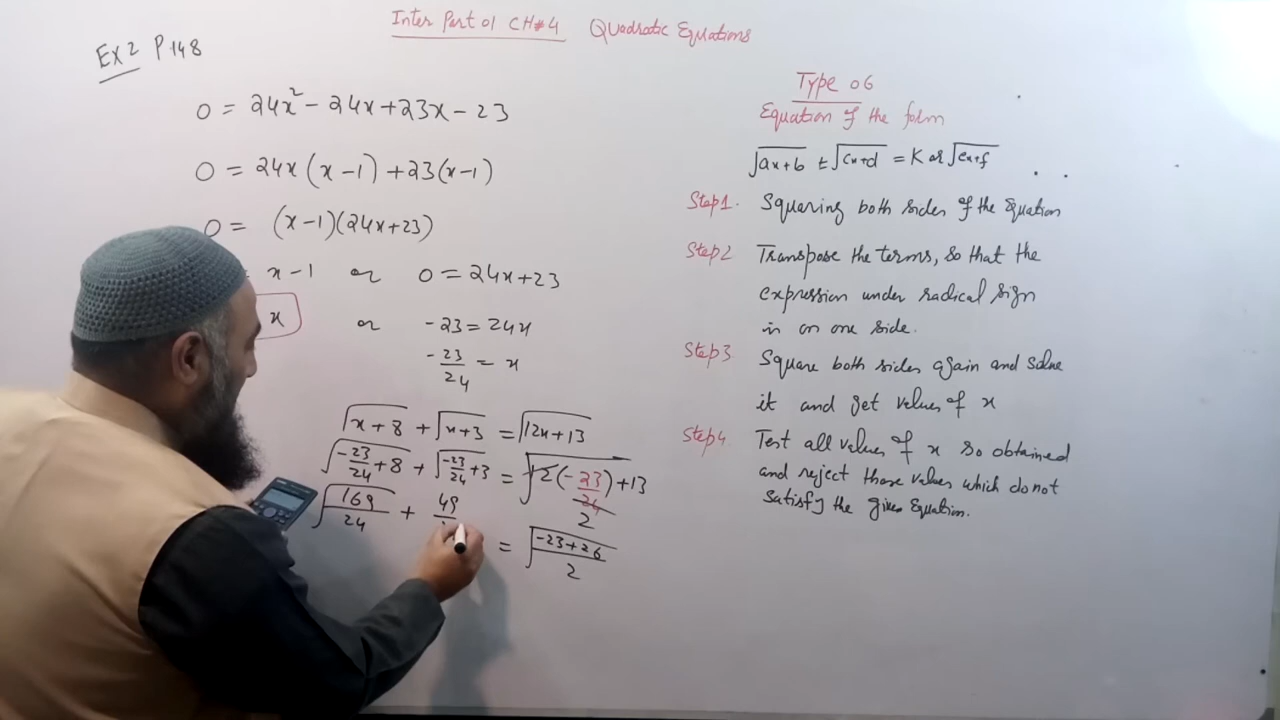 Inter Part 01 CH#4 Quadratic Equations
Ex 2 P 148
0 = 24x² - 24x + 23x - 23
0 = 24x(x-1) + 23(x-1)
0 = (x-1)(24x+23)
x-1 or 0 = 24x+23
x or -23 = 24x
-23/24 = x
√(x+8) + √(x+3) = √(12x+13)
√(-23/24 + 8) + √(-23/24 + 3) = √(12(-23/24) + 13)
2
√(169/24) + 49
= √((-23+26)/2)
Type 06
Equation of the form
√(ax+b) ± √(cx+d) = K or √(ex+f)
Step1. Squaring both sides of the Equation
Step2 Transpose the terms, so that the
expression under radical sign
is on one side.
Step3 Square both sides again and solve
it and get values of x
Step4. Test all values of x so obtained
and reject those values which do not
satisfy the given Equation.